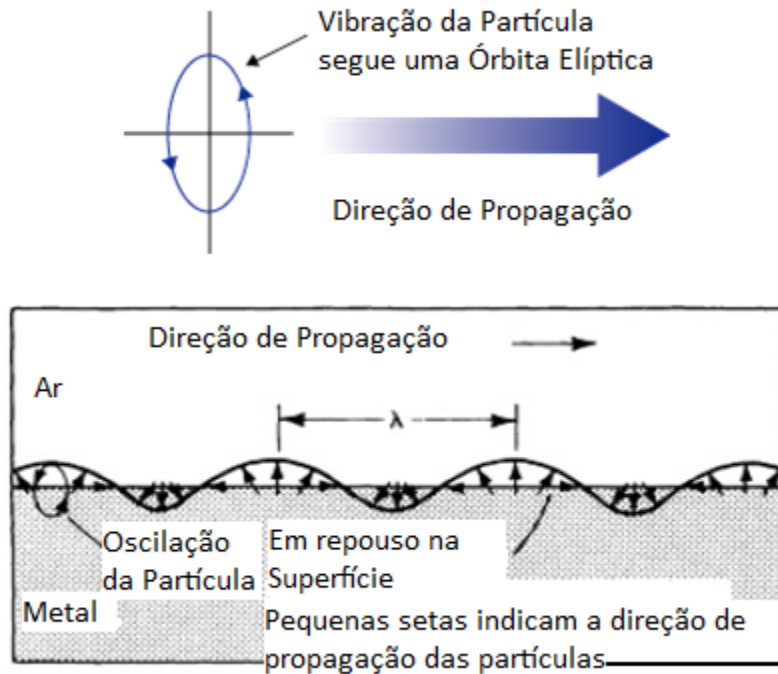 Vibração da Partícula
segue uma Órbita Elíptica
Direção de Propagação
Direção de Propagação
Ar
λ
Oscilação
da Partícula
Em repouso na
Superfície
Metal
Pequenas setas indicam a direção de
propagação das partículas